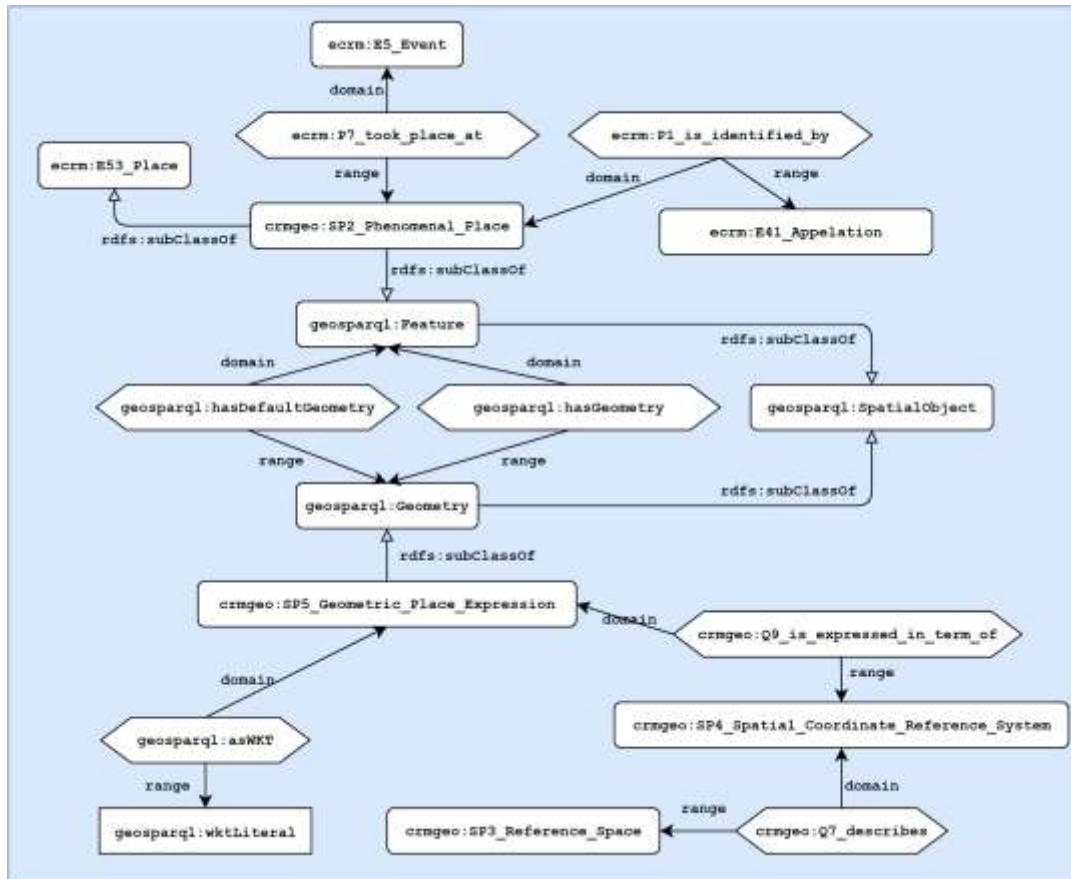 ecrm:E5_Event
domain
ecrm:P7_took_place_at
ecrm:P1_is_identified_by
ecrm:E53_Place
range
domain
range
rdfs:subClassOf
crmgeo:SP2_Phenomenal_Place
ecrm:E41_Appelation
rdfs:subClassOf
geosparql:Feature
rdfs:subClassOf
domain
domain
geosparql:hasDefaultGeometry
geosparql:hasGeometry
geosparql:SpatialObject
range
range
rdfs:subClassOf
geosparql:Geometry
rdfs:subClassOf
crmgeo:SP5_Geometric_Place_Expression
domain
crmgeo:Q9_is_expressed_in_term_of
range
domain
crmgeo:SP4_Spatial_Coordinate_Reference_System
geosparql:asWKT
range
domain
range
geosparql:wktLiteral
crmgeo:SP3_Reference_Space
crmgeo:Q7_describes